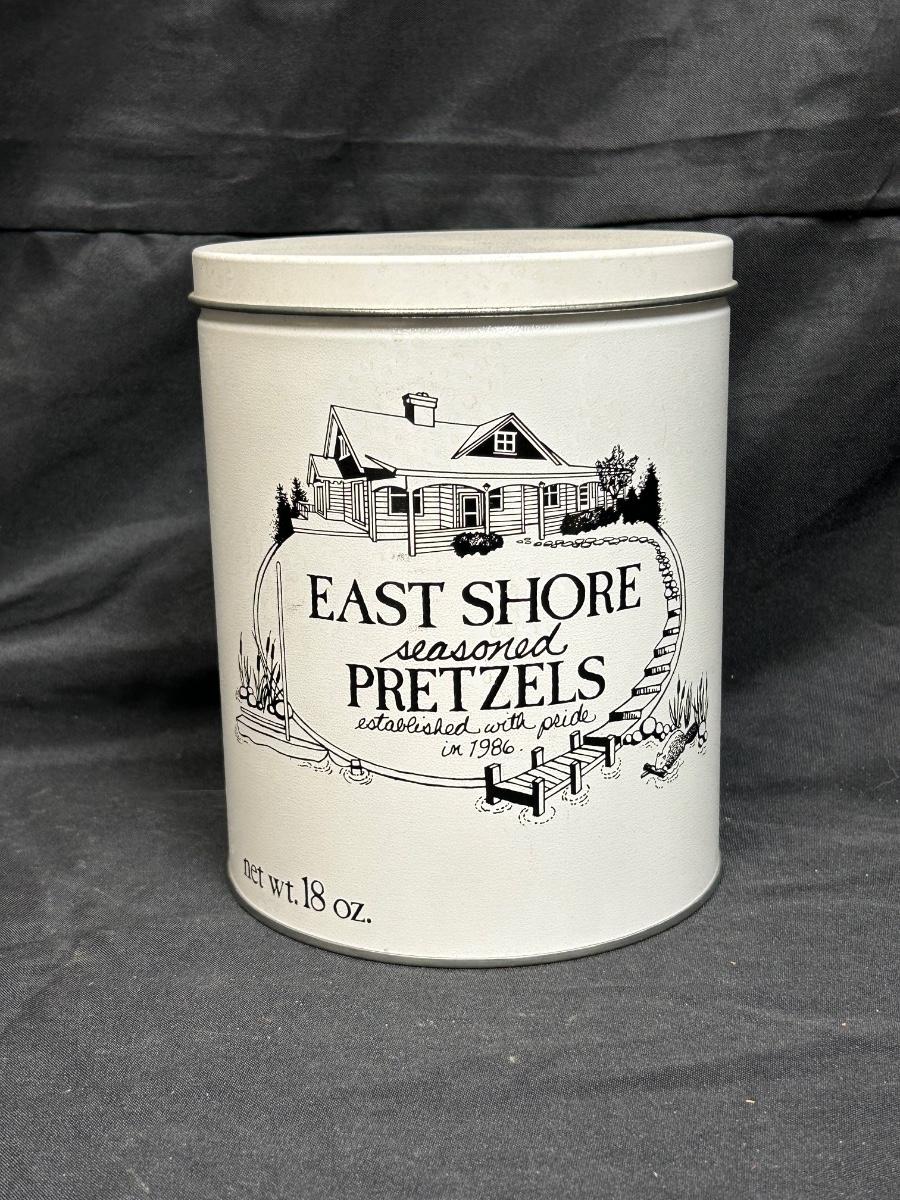 EAST SHORE
seasoned
PRETZELS
established with pride
in 1986.
net wt. 18 oz.